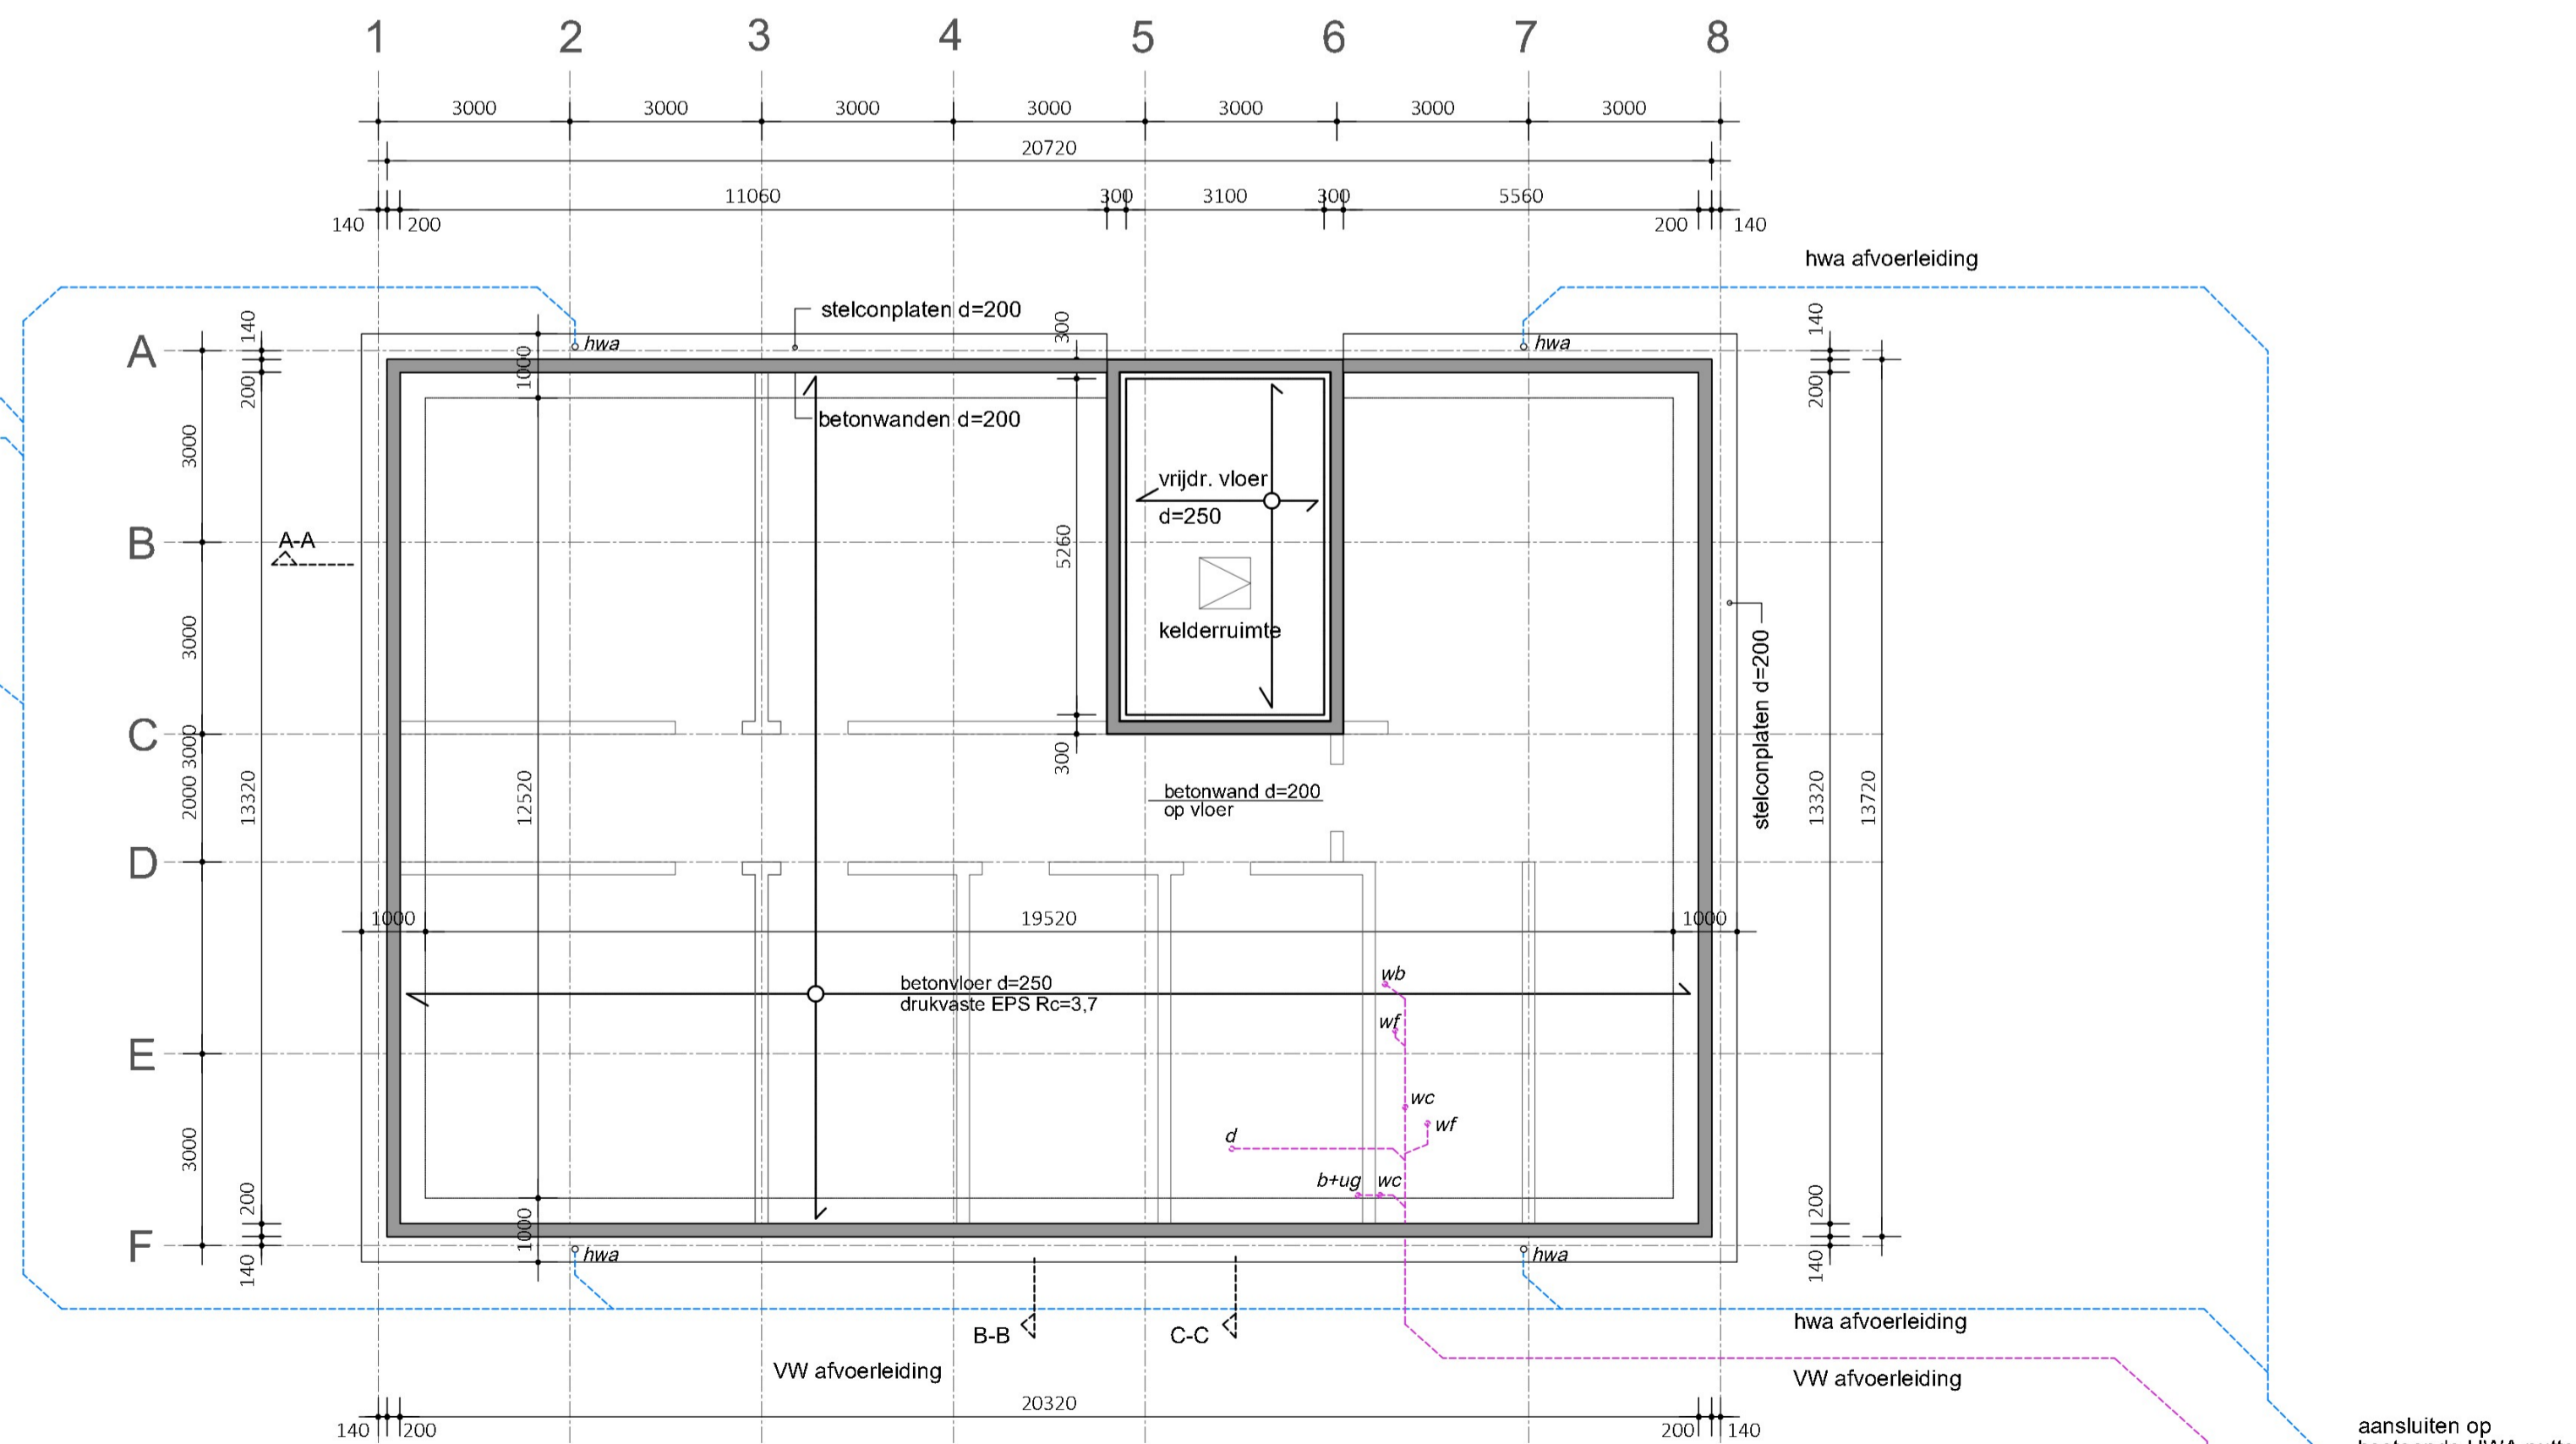 1 2 3 4 5 6 7 8
3000 3000 3000 3000 3000 3000 3000
20720
11060 300 3100 300 5560
140 200 200 140
hwa afvoerleiding
stelconplaten d=200
A
140
200
1000
hwa
300
hwa
140
200
betonwanden d=200
3000
vrijdr. vloer
d=250
B
A-A
5260
3000
kelderruimte
stelconplaten d=200
C
3000
300
2000
13320
12520
betonwand d=200
op vloer
13320
13720
D
1000
19520
1000
wb
betonvloer d=250
drukvaste EPS Rc=3,7
wf
E
wc
wf
d
3000
b+ug wc
200
1000
200
F
140
hwa
hwa
140
hwa afvoerleiding
B-B
C-C
VW afvoerleiding
VW afvoerleiding
20320
140 200 200 140
aansluiten op